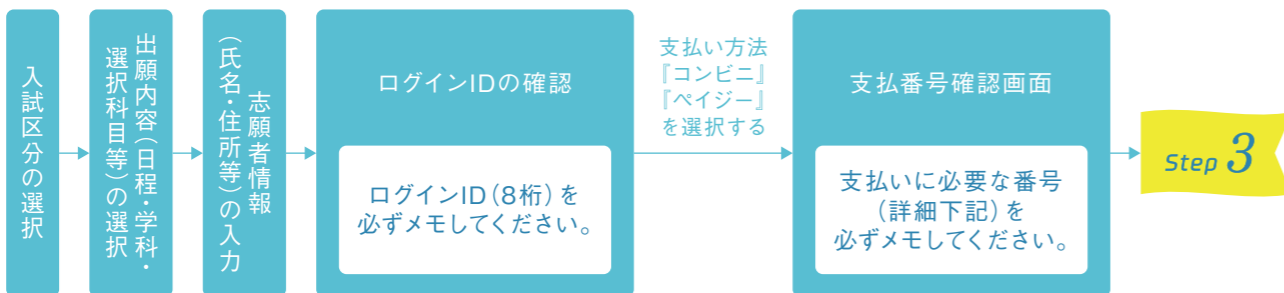 入試区分の選択
出願内容（日程・学科・
選択科目等）の選択
志願者情報
（氏名・住所等）の入力
ログインIDの確認
ログインID（8桁）を
必ずメモしてください。
支払い方法
『コンビニ』
『ペイジー』
を選択する
支払番号確認画面
支払いに必要な番号
（詳細下記）を
必ずメモしてください。
Step 3